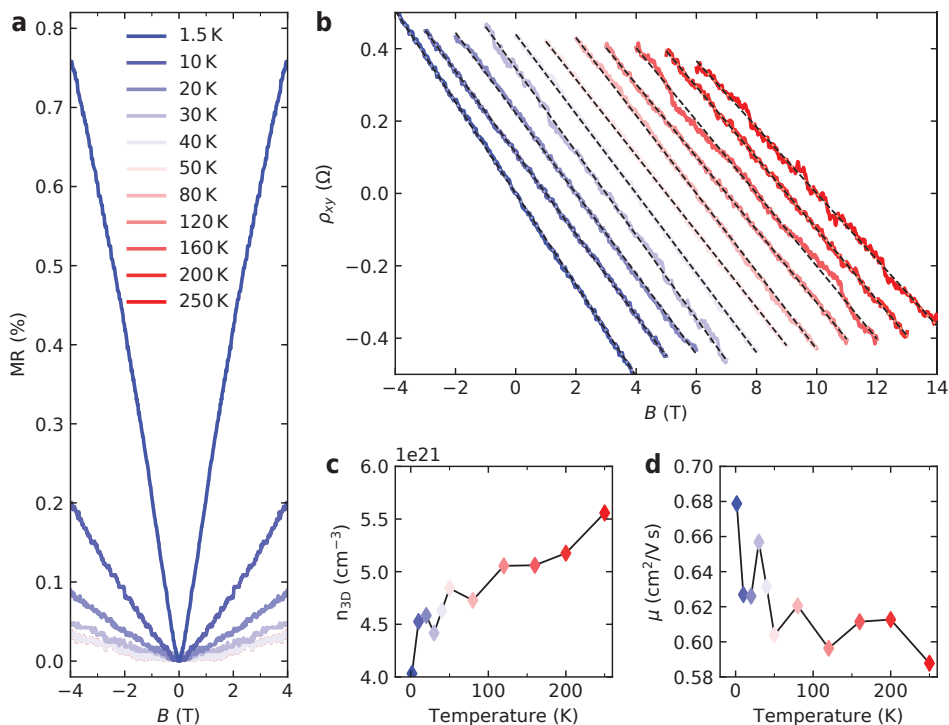 a
0.8
0.7
0.6
0.5
0.4
0.3
0.2
0.1
0.0
MR (%)
−4
−2
0
2
4
B (T)
1.5 K
10 K
20 K
30 K
40 K
50 K
80 K
120 K
160 K
200 K
250 K
b
0.4
0.2
0.0
−0.2
−0.4
ρxy (Ω)
−4
−2
0
2
4
6
8
10
12
14
B (T)
c
1e21
6.0
5.5
5.0
4.5
4.0
n3D (cm−3)
0
100
200
Temperature (K)
d
0.70
0.68
0.66
0.64
0.62
0.60
0.58
μ (cm2/V s)
0
100
200
Temperature (K)